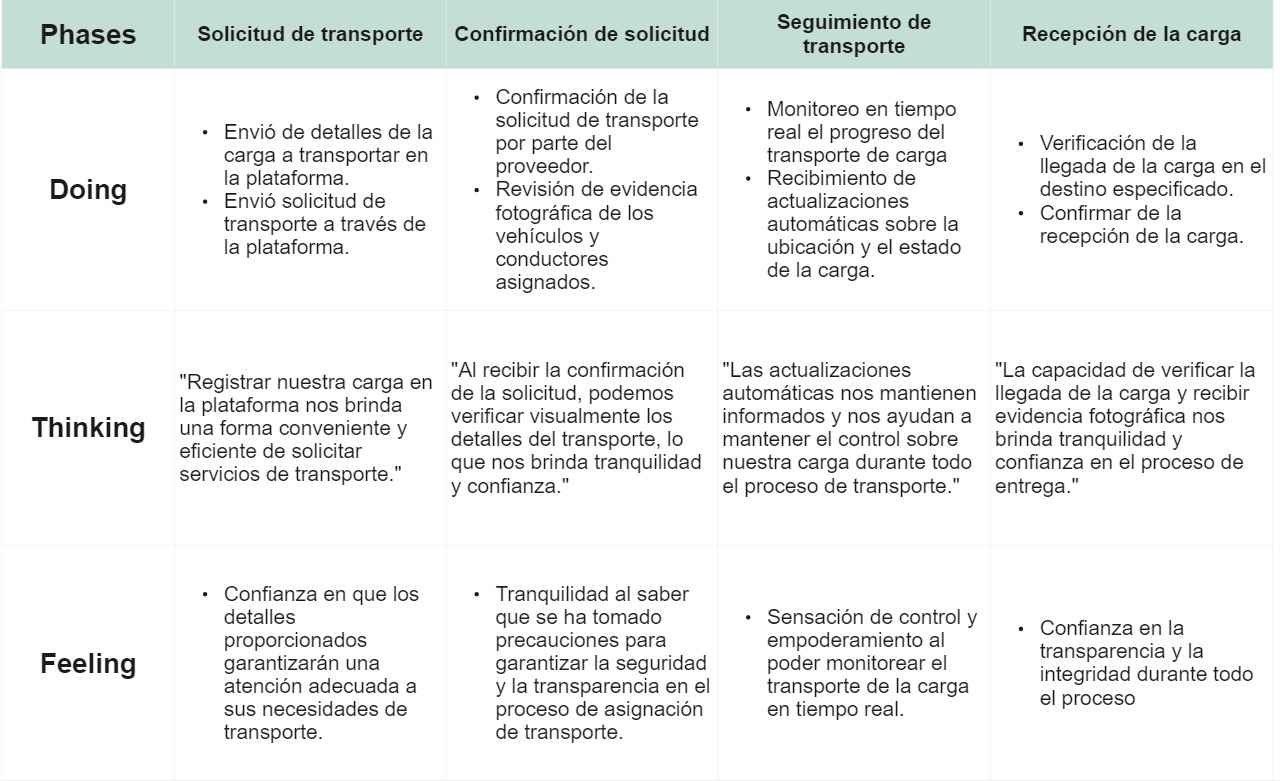 Phases
Solicitud de transporte
Confirmación de solicitud
Seguimiento de
transporte
Recepción de la carga
Doing
• Envió de detalles de la
carga a transportar en
la plataforma.
• Envió solicitud de
transporte a través de
la plataforma.
• Confirmación de la
solicitud de transporte
por parte del
proveedor.
• Revisión de evidencia
fotográfica de los
vehículos y
conductores
asignados.
• Monitoreo en tiempo
real el progreso del
transporte de carga
• Recibimiento de
actualizaciones
automáticas sobre la
ubicación y el estado
de la carga.
• Verificación de la
llegada de la carga en el
destino especificado.
• Confirmar de la
recepción de la carga.
Thinking
"Registrar nuestra carga en
la plataforma nos brinda
una forma conveniente y
eficiente de solicitar
servicios de transporte."
"Al recibir la confirmación
de la solicitud, podemos
verificar visualmente los
detalles del transporte, lo
que nos brinda tranquilidad
y confianza."
"Las actualizaciones
automáticas nos mantienen
informados y nos ayudan a
mantener el control sobre
nuestra carga durante todo
el proceso de transporte."
"La capacidad de verificar la
llegada de la carga y recibir
evidencia fotográfica nos
brinda tranquilidad y
confianza en el proceso de
entrega."
Feeling
• Confianza en que los
detalles
proporcionados
garantizarán una
atención adecuada a
sus necesidades de
transporte.
• Tranquilidad al saber
que se ha tomado
precauciones para
garantizar la seguridad
y la transparencia en el
proceso de asignación
de transporte.
• Sensación de control y
empoderamiento al
poder monitorear el
transporte de la carga
en tiempo real.
• Confianza en la
transparencia y la
integridad durante todo
el proceso